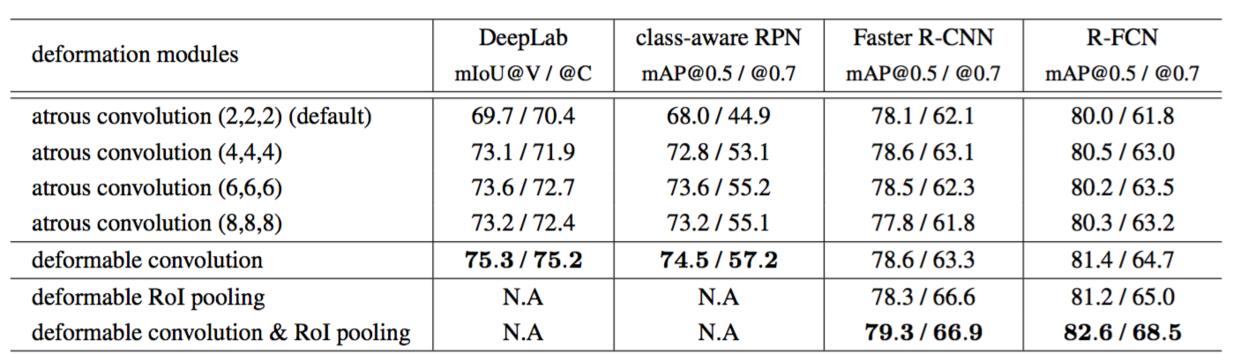 deformation modules DeepLab class-aware RPN Faster R-CNN R-FCN
mIoU@V / @C mAP@0.5 / @0.7 mAP@0.5 / @0.7 mAP@0.5 / @0.7
atrous convolution (2,2,2) (default) 69.7 / 70.4 68.0 / 44.9 78.1 / 62.1 80.0 / 61.8
atrous convolution (4,4,4) 73.1 / 71.9 72.8 / 53.1 78.6 / 63.1 80.5 / 63.0
atrous convolution (6,6,6) 73.6 / 72.7 73.6 / 55.2 78.5 / 62.3 80.2 / 63.5
atrous convolution (8,8,8) 73.2 / 72.4 73.2 / 55.1 77.8 / 61.8 80.3 / 63.2
deformable convolution 75.3 / 75.2 74.5 / 57.2 78.6 / 63.3 81.4 / 64.7
deformable RoI pooling N.A N.A 78.3 / 66.6 81.2 / 65.0
deformable convolution & RoI pooling N.A N.A 79.3 / 66.9 82.6 / 68.5